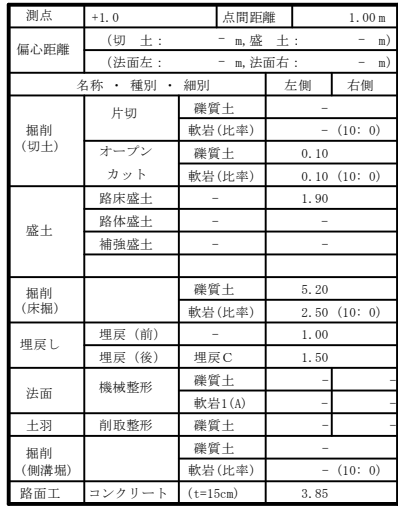 測点 +1.0 点間距離 1.00m
偏心距離 (切 土: - m,盛 土: - m)
(法面左: - m,法面右: - m)
名称 ・ 種別 ・ 細別 左側 右側
掘削(切土) 片切 礫質土 -
軟岩(比率) - (10: 0)
オープンカット 礫質土 0.10
軟岩(比率) 0.10 (10: 0)
盛土 路床盛土 - 1.90
路体盛土 - -
補強盛土 - -
掘削(床掘) 礫質土 5.20
軟岩(比率) 2.50 (10: 0)
埋戻し 埋戻(前) - 1.00
埋戻(後) 埋戻C 1.50
法面 機械整形 礫質土 - -
軟岩1(A) - -
土羽 削取整形 礫質土 - -
掘削(側溝堀) 礫質土 -
軟岩(比率) - (10: 0)
路面工 コンクリート (t=15cm) 3.85